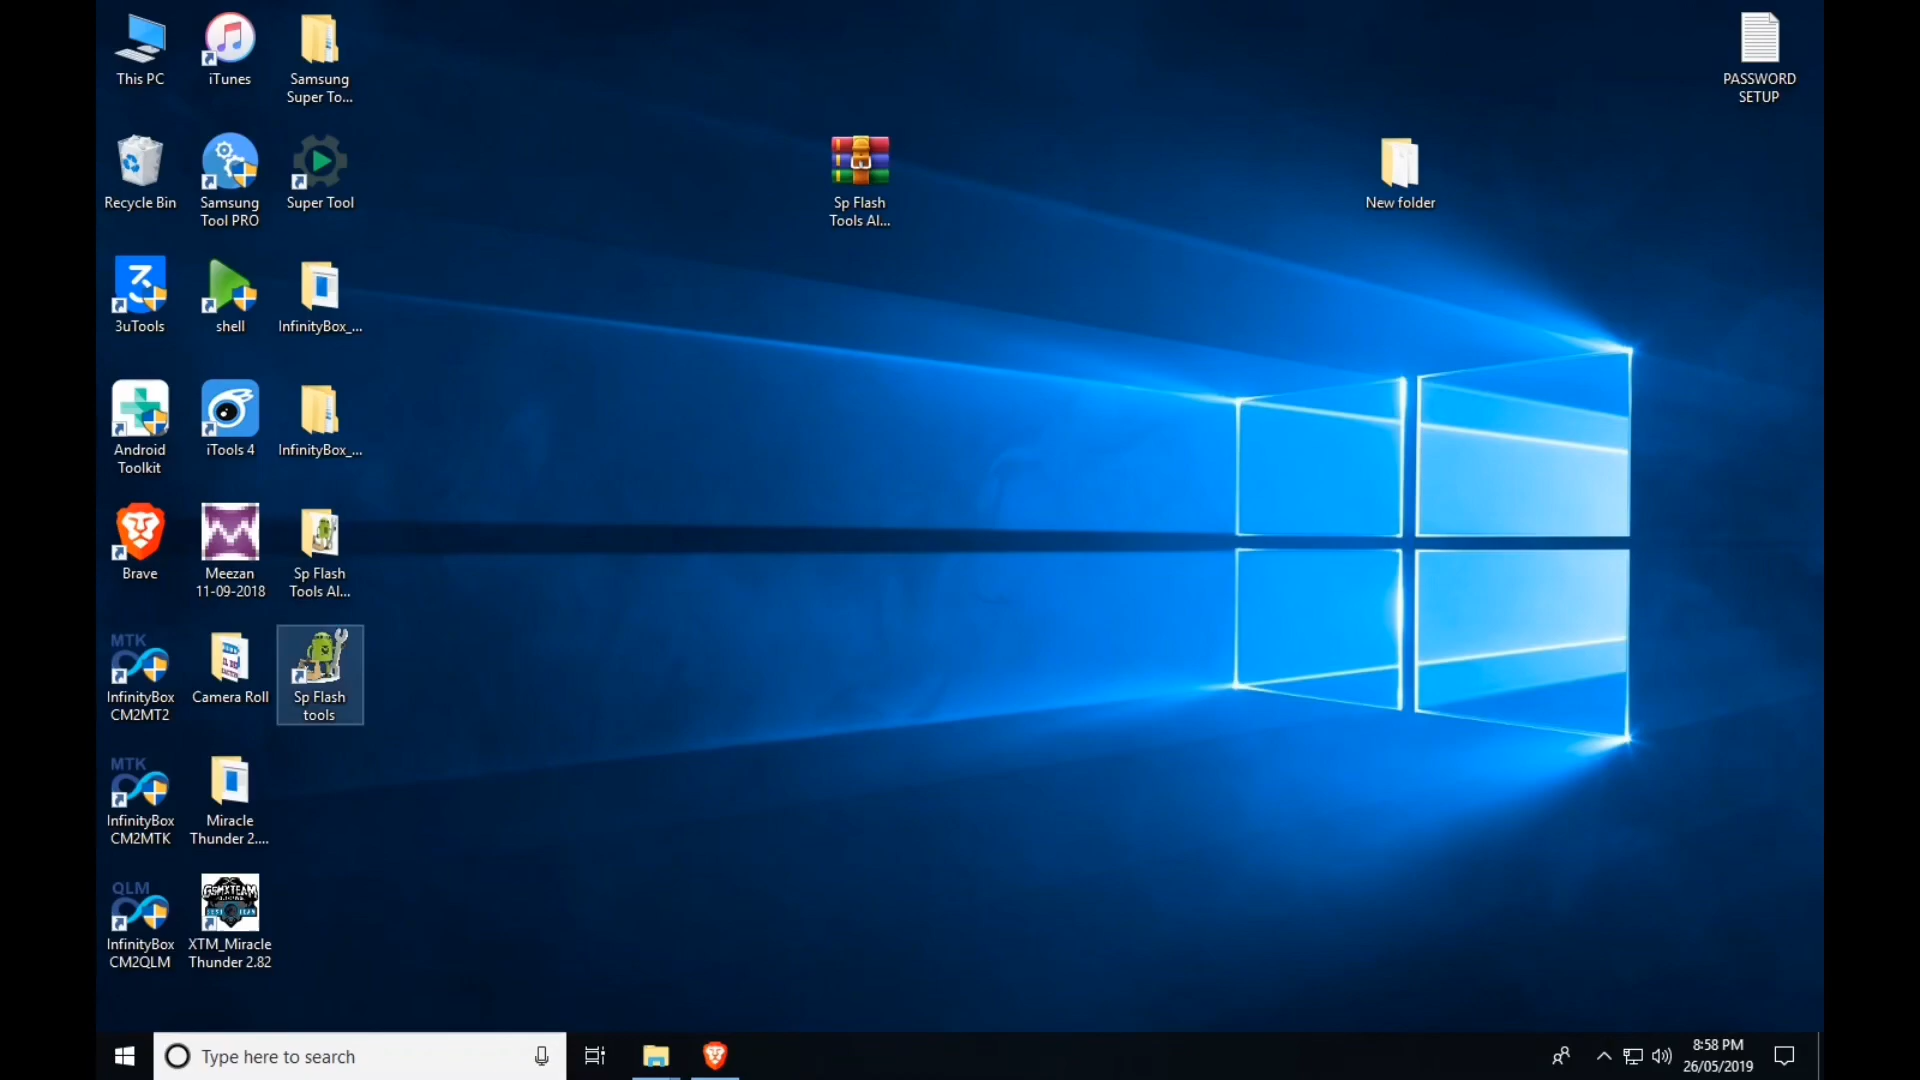 This PC
iTunes
Samsung
Super To...
PASSWORD
SETUP
Recycle Bin
Samsung
Tool PRO
Super Tool
Sp Flash
Tools Al...
New folder
3uTools
shell
InfinityBox_...
Android
Toolkit
iTools 4
InfinityBox_...
Brave
Meezan
11-09-2018
Sp Flash
Tools Al...
MTK
InfinityBox
CM2MT2
Camera Roll
Sp Flash
tools
MTK
InfinityBox
CM2MTK
Miracle
Thunder 2....
QLM
InfinityBox
CM2QLM
GSMXTEAM
XTM_Miracle
Thunder 2.82
Type here to search
8:58 PM
26/05/2019